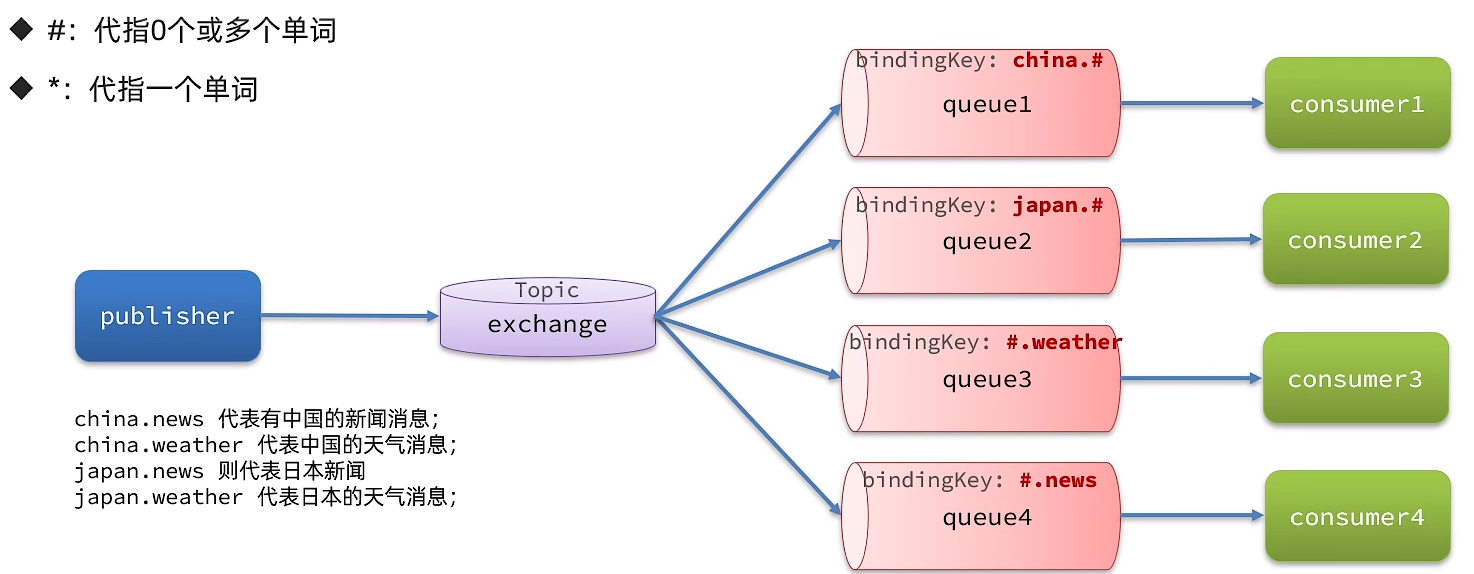 ◆ #：代指0个或多个单词
◆ *：代指一个单词
publisher
Topic
exchange
bindingKey: china.#
queue1
consumer1
bindingKey: japan.#
queue2
consumer2
bindingKey: #.weather
queue3
consumer3
bindingKey: #.news
queue4
consumer4
china.news 代表有中国的新闻消息；
china.weather 代表中国的天气消息；
japan.news 则代表日本新闻
japan.weather 代表日本的天气消息；